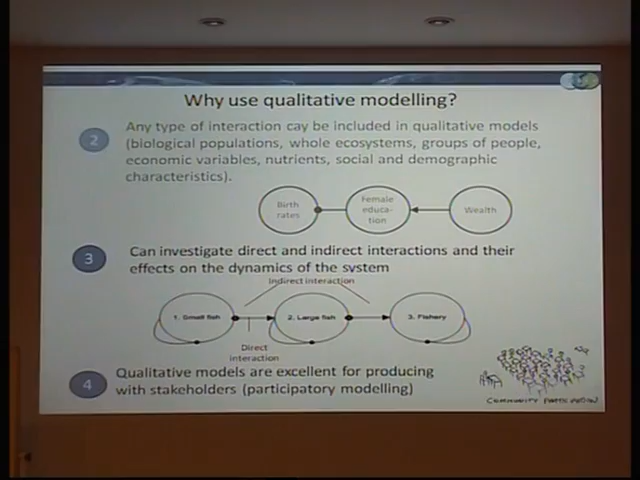 Why use qualitative modelling?
2
Any type of interaction cay be included in qualitative models
(biological populations, whole ecosystems, groups of people,
economic variables, nutrients, social and demographic
characteristics).
Birth
rates
Female
educa-
tion
Wealth
3
Can investigate direct and indirect interactions and their
effects on the dynamics of the system
Indirect interaction
1. Small fish
2. Large fish
3. Fishery
Direct
interaction
4
Qualitative models are excellent for producing
with stakeholders (participatory modelling)
COMMUNITY PARTICIPATION